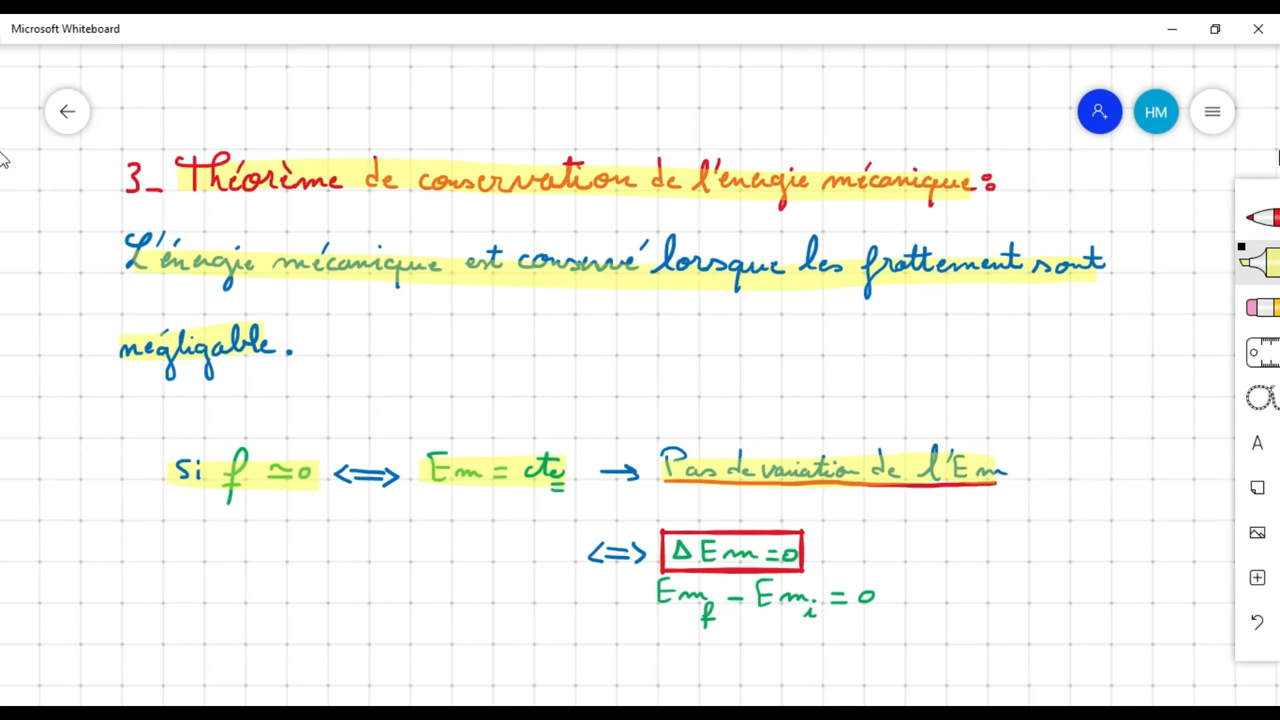 Microsoft Whiteboard
HM
3_ Théorème de conservation de l'énergie mécanique :
L'énergie mécanique est conservé lorsque les frottement sont
négligable.
Si f ≃ 0 <=> Em = cte → Pas de variation de l'Em
<=> Δ Em = 0
Em_f - Em_i = 0
A